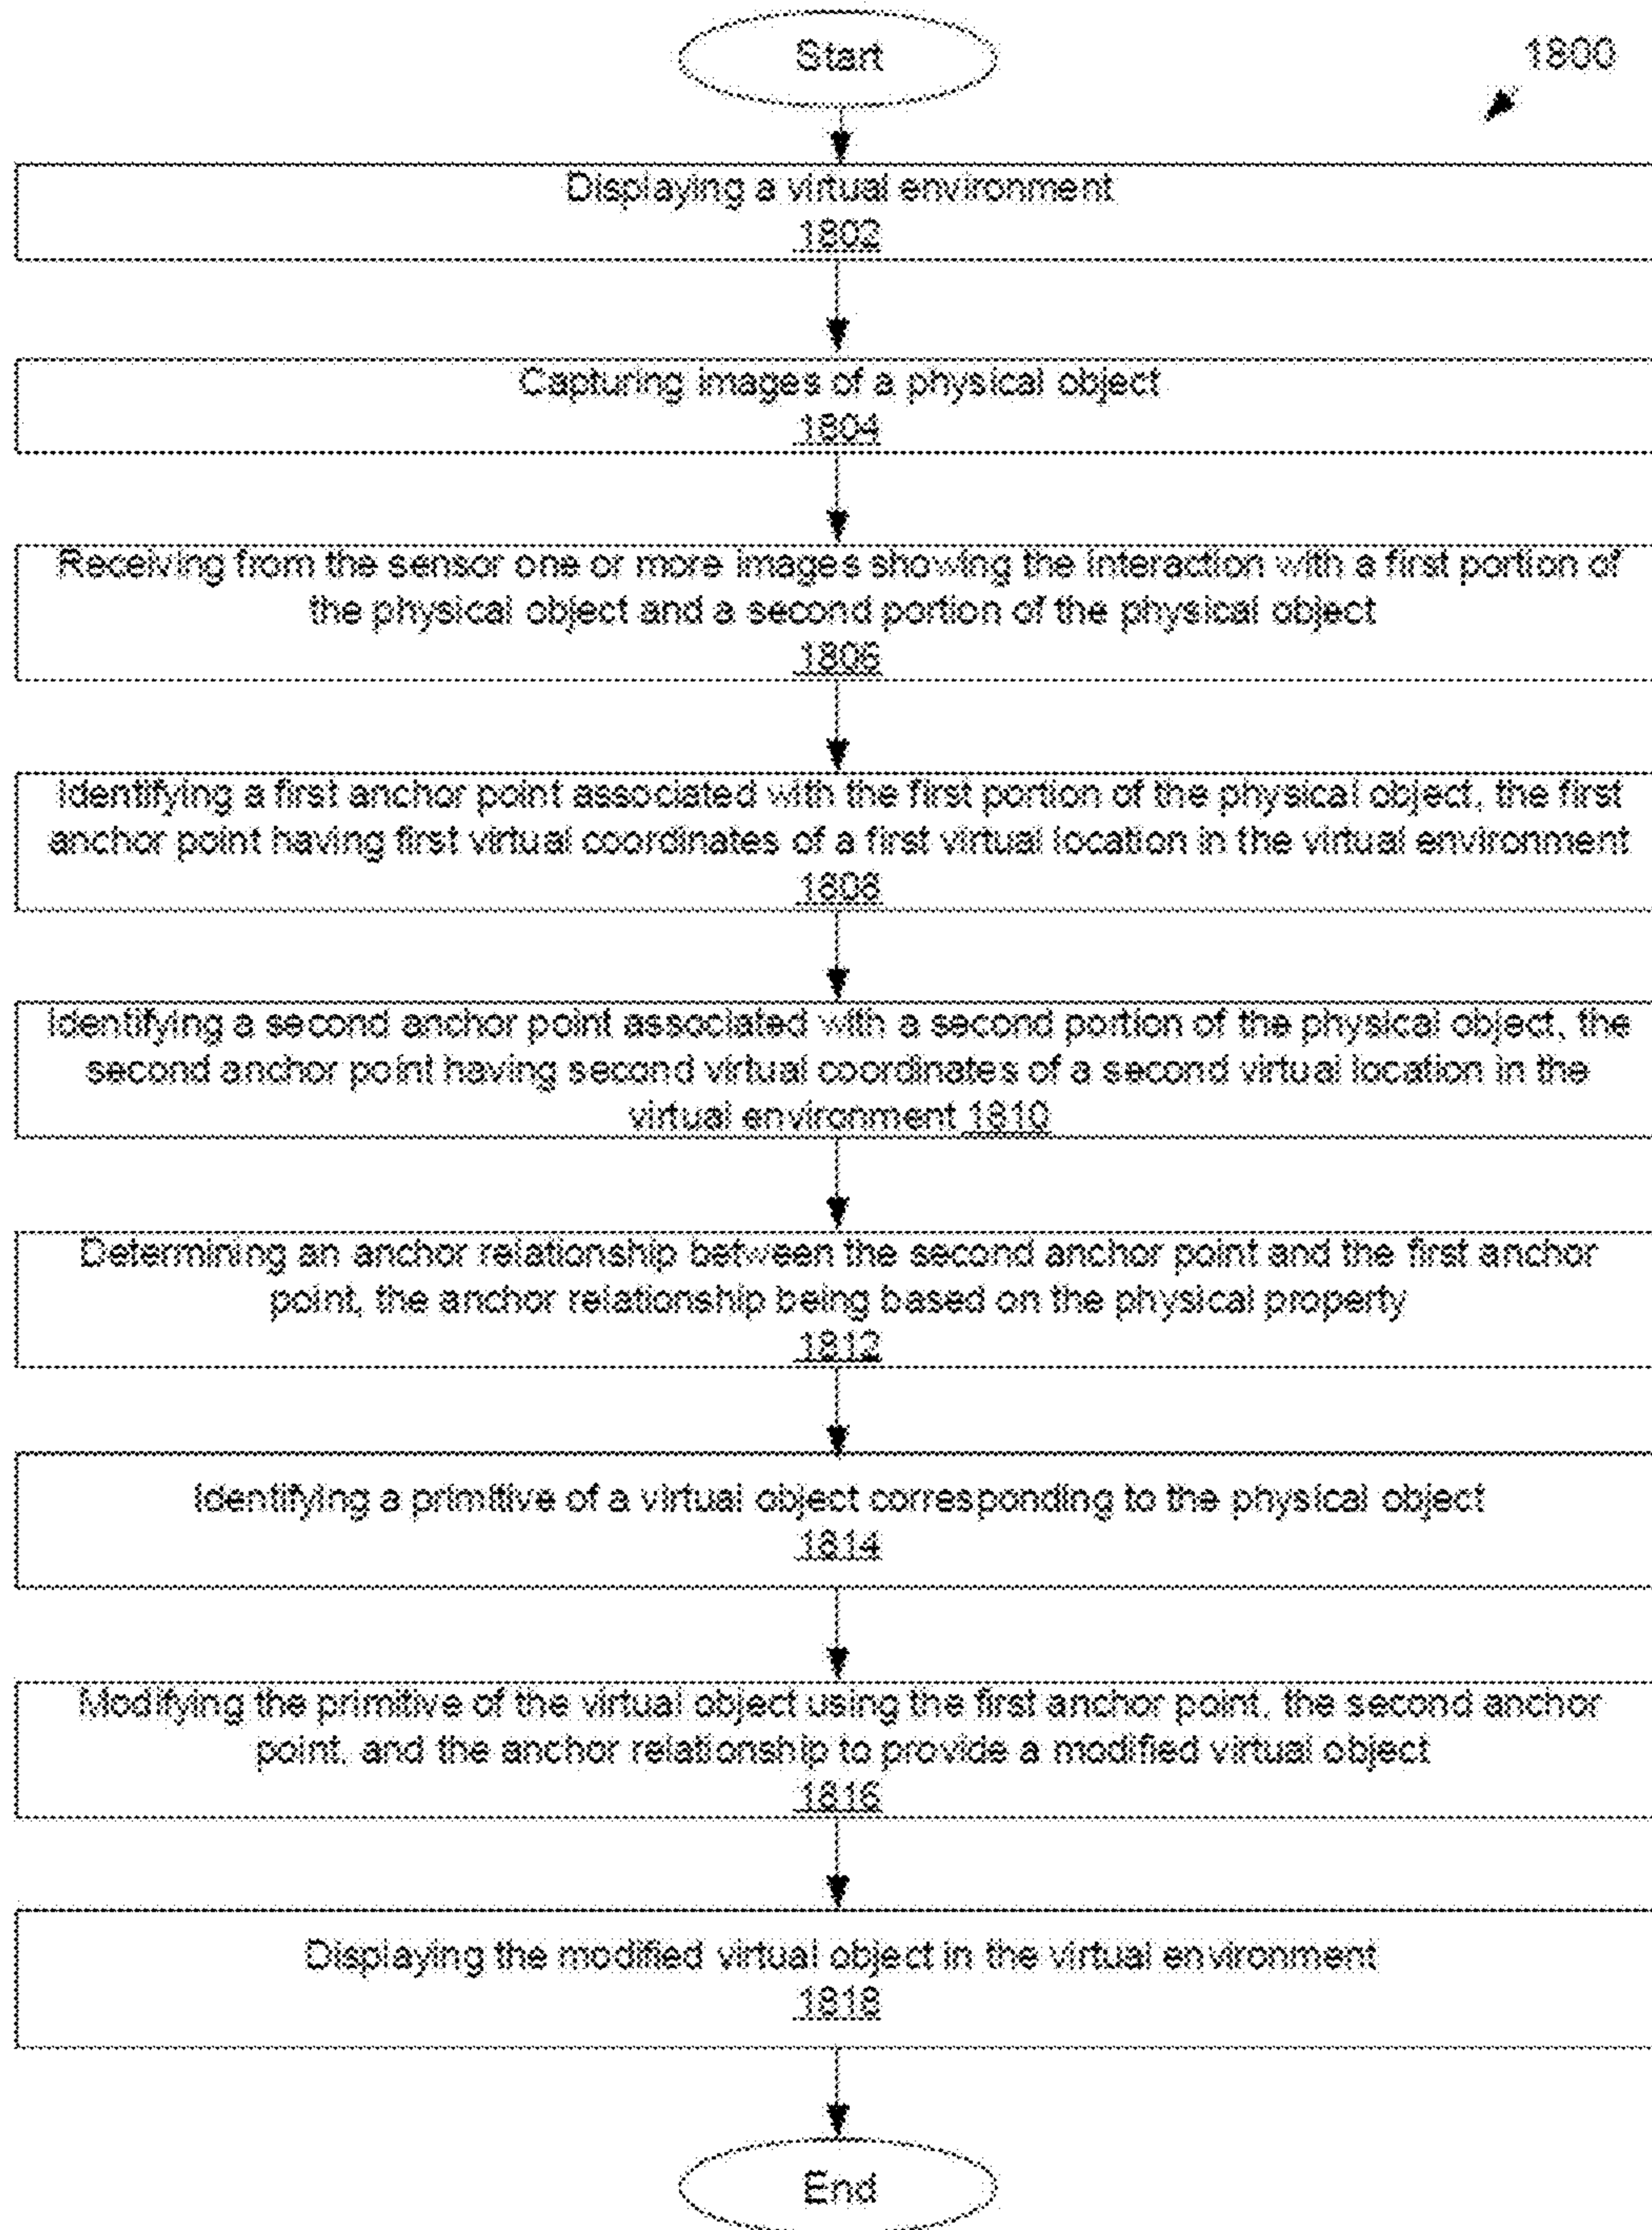 Start
1800
Displaying a virtual environment
1802
Capturing images of a physical object
1804
Receiving from the sensor one or more images showing the interaction with a first portion of
the physical object and a second portion of the physical object
1806
Identifying a first anchor point associated with the first portion of the physical object, the first
anchor point having first virtual coordinates of a first virtual location in the virtual environment
1808
Identifying a second anchor point associated with a second portion of the physical object, the
second anchor point having second virtual coordinates of a second virtual location in the
virtual environment 1810
Determining an anchor relationship between the second anchor point and the first anchor
point, the anchor relationship being based on the physical property
1812
Identifying a primitive of a virtual object corresponding to the physical object
1814
Modifying the primitive of the virtual object using the first anchor point, the second anchor
point, and the anchor relationship to provide a modified virtual object
1816
Displaying the modified virtual object in the virtual environment
1818
End